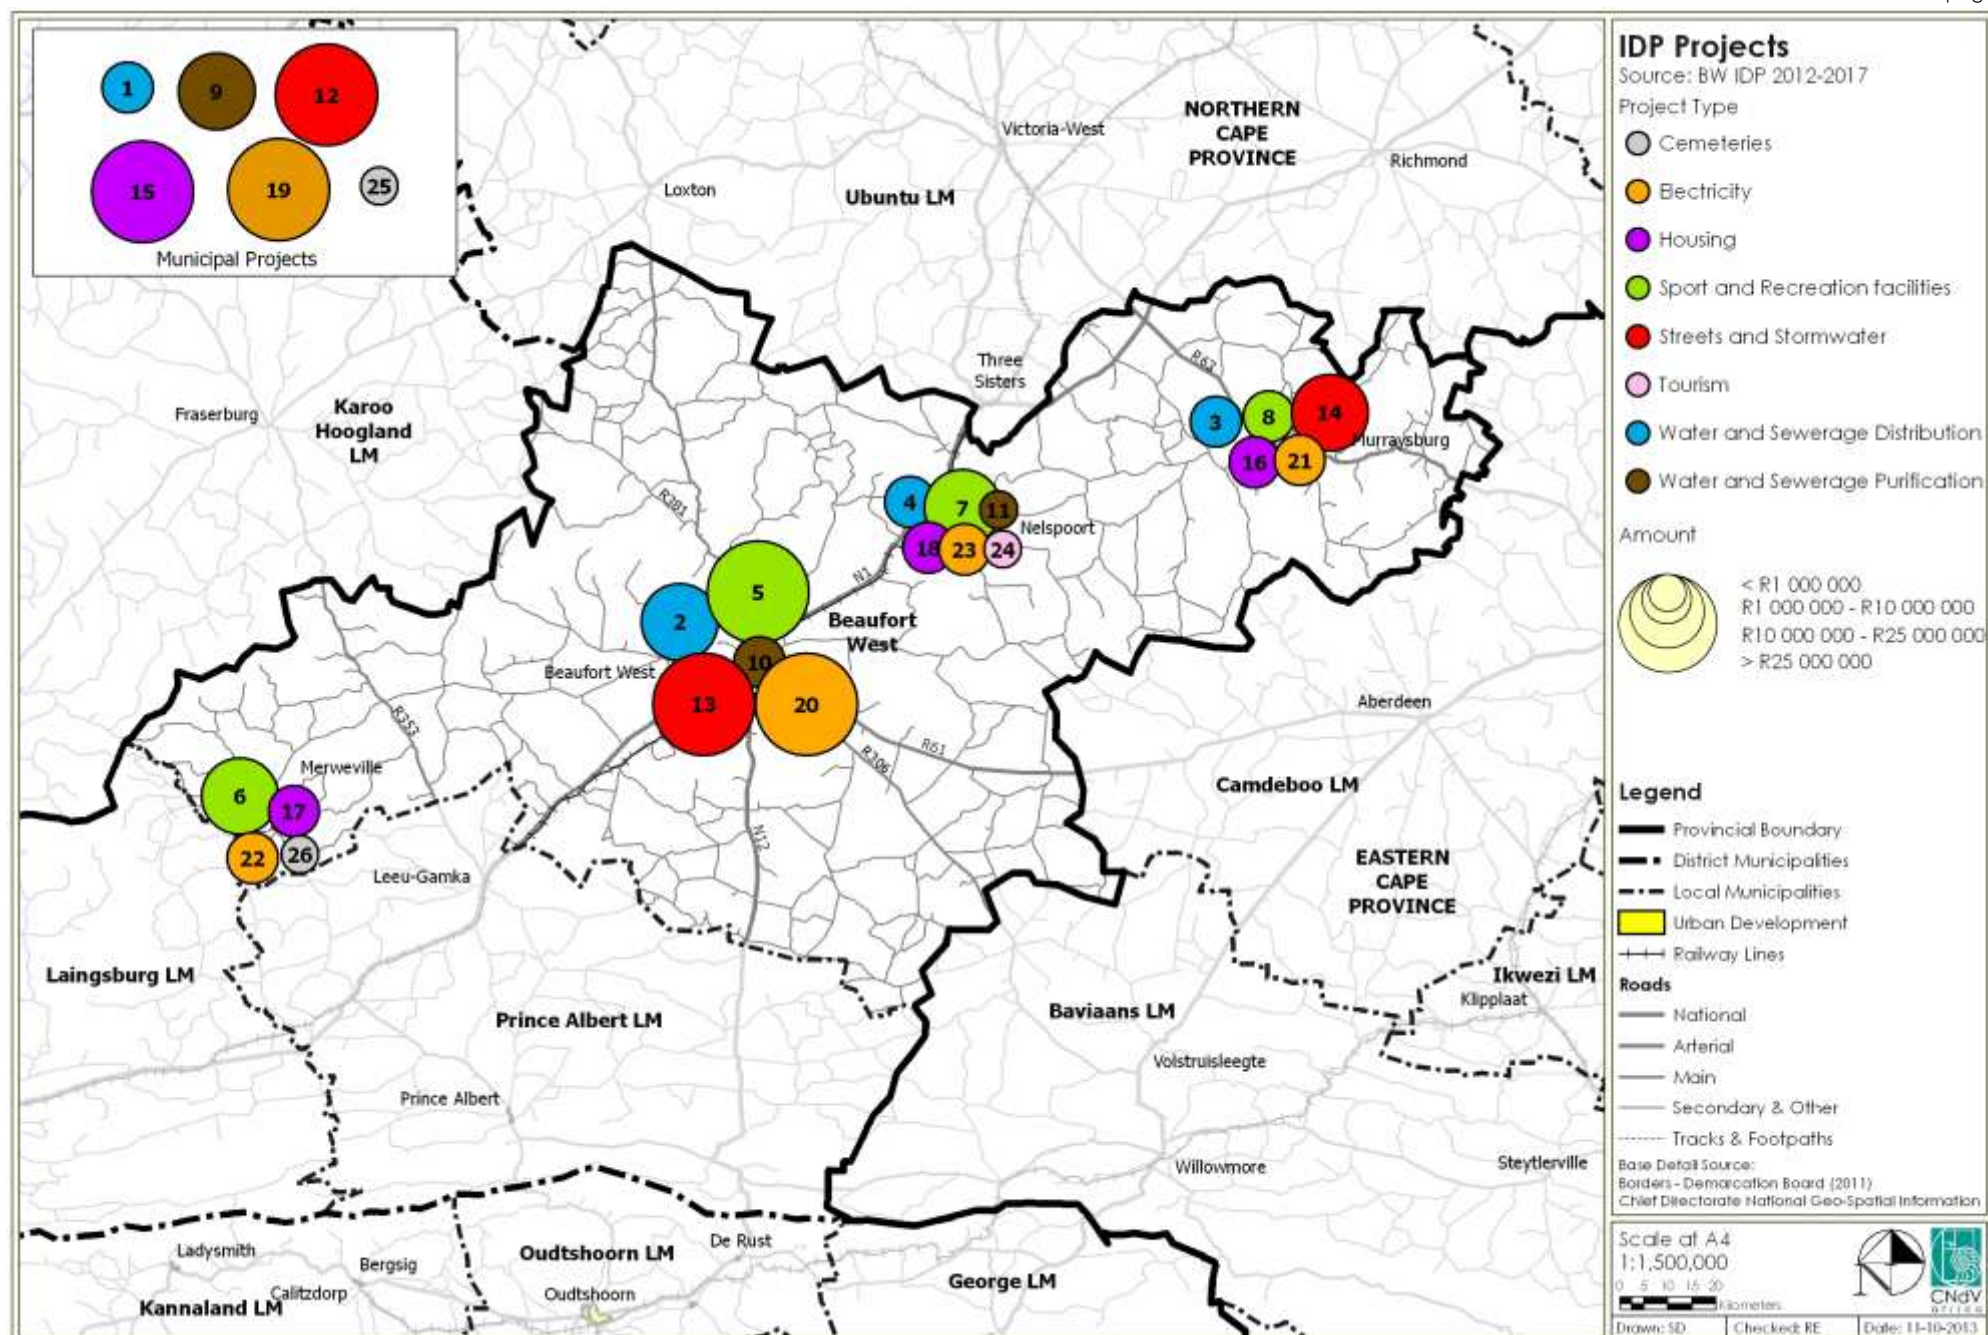 1
9
12
15
19
25
Municipal Projects
Victoria-West
NORTHERN
CAPE
PROVINCE
Richmond
Loxton
Ubuntu LM
Three
Sisters
R63
Fraserburg
Karoo
Hoogland
LM
3
8
14
Murraysburg
16
21
R381
4
7
11
Nelspoort
18
23
24
N1
5
2
Beaufort
West
10
Beaufort West
13
20
R353
R61
R306
Aberdeen
Merweville
6
17
22
26
Camdeboo LM
N12
Leeu-Gamka
EASTERN
CAPE
PROVINCE
Laingsburg LM
Ikwezi LM
Klipplaat
Prince Albert LM
Baviaans LM
Volstruisleegte
Prince Albert
Willowmore
Steytlerville
Ladysmith
Bergsig
Calitzdorp
Kannaland LM
Oudtshoorn LM
De Rust
Oudtshoorn
George LM
IDP Projects
Source: BW IDP 2012-2017
Project Type
Cemeteries
Electricity
Housing
Sport and Recreation facilities
Streets and Stormwater
Tourism
Water and Sewerage Distribution
Water and Sewerage Purification
Amount
< R1 000 000
R1 000 000 - R10 000 000
R10 000 000 - R25 000 000
> R25 000 000
Legend
Provincial Boundary
District Municipalities
Local Municipalities
Urban Development
Railway Lines
Roads
National
Arterial
Main
Secondary & Other
Tracks & Footpaths
Base Detail Source:
Borders - Demarcation Board (2011)
Chief Directorate National Geo-Spatial Information
Scale at A4
1:1,500,000
0 5 10 15 20
Kilometers
CNdV
africa
Drawn: SD
Checked: RE
Date: 11-10-2013